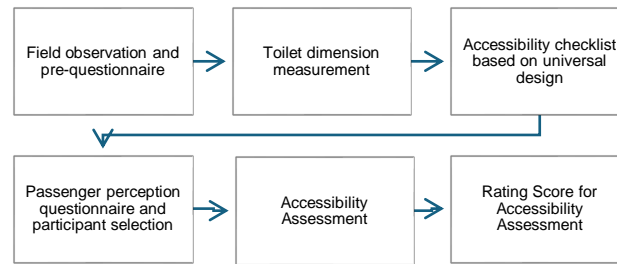 Field observation and
pre-questionnaire
Toilet dimension
measurement
Accessibility checklist
based on universal
design
Passenger perception
questionnaire and
participant selection
Accessibility
Assessment
Rating Score for
Accessibility
Assessment